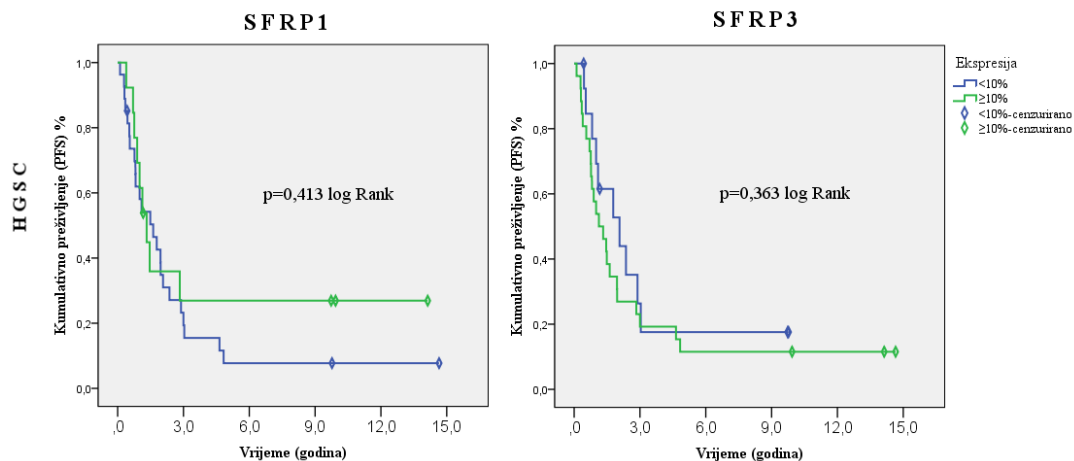 SFRP1
SFRP3
HGSC
Kumulativno preživljenje (PFS) %
1,0
0,8
0,6
0,4
0,2
0,0
p=0,413 log Rank
,0
3,0
6,0
9,0
12,0
15,0
Vrijeme (godina)
Kumulativno preživljenje (PFS) %
1,0
0,8
0,6
0,4
0,2
0,0
p=0,363 log Rank
,0
3,0
6,0
9,0
12,0
15,0
Vrijeme (godina)
Ekspresija
<10%
≥10%
<10%-cenzurirano
≥10%-cenzurirano